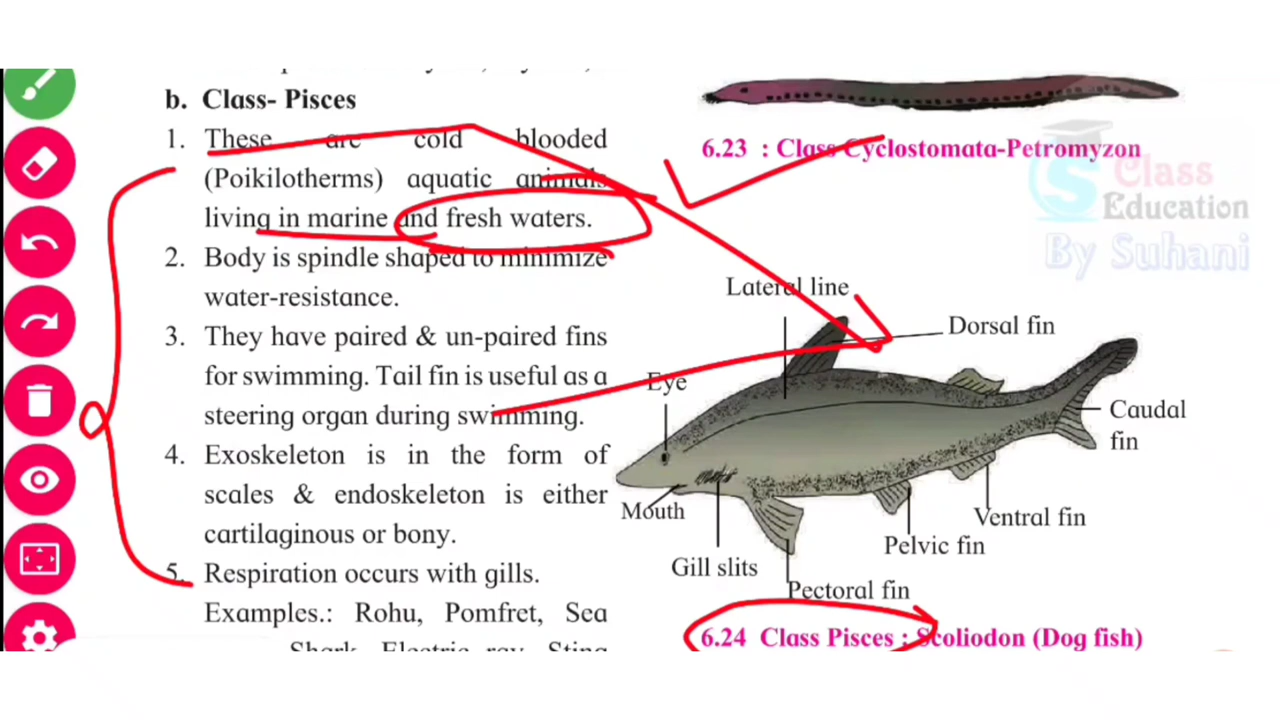 b. Class- Pisces
1. These are cold blooded
(Poikilotherms) aquatic animals
living in marine and fresh waters.
2. Body is spindle shaped to minimize
water-resistance.
3. They have paired & un-paired fins
for swimming. Tail fin is useful as a
steering organ during swimming.
4. Exoskeleton is in the form of
scales & endoskeleton is either
cartilaginous or bony.
5. Respiration occurs with gills.
Examples.: Rohu, Pomfret, Sea
Shark, Electric ray, Sting
6.23 : Class Cyclostomata-Petromyzon
S Class
Education
By Suhani
Lateral line
Dorsal fin
Eye
Caudal
fin
Mouth
Ventral fin
Pelvic fin
Gill slits
Pectoral fin
6.24 Class Pisces : Scoliodon (Dog fish)